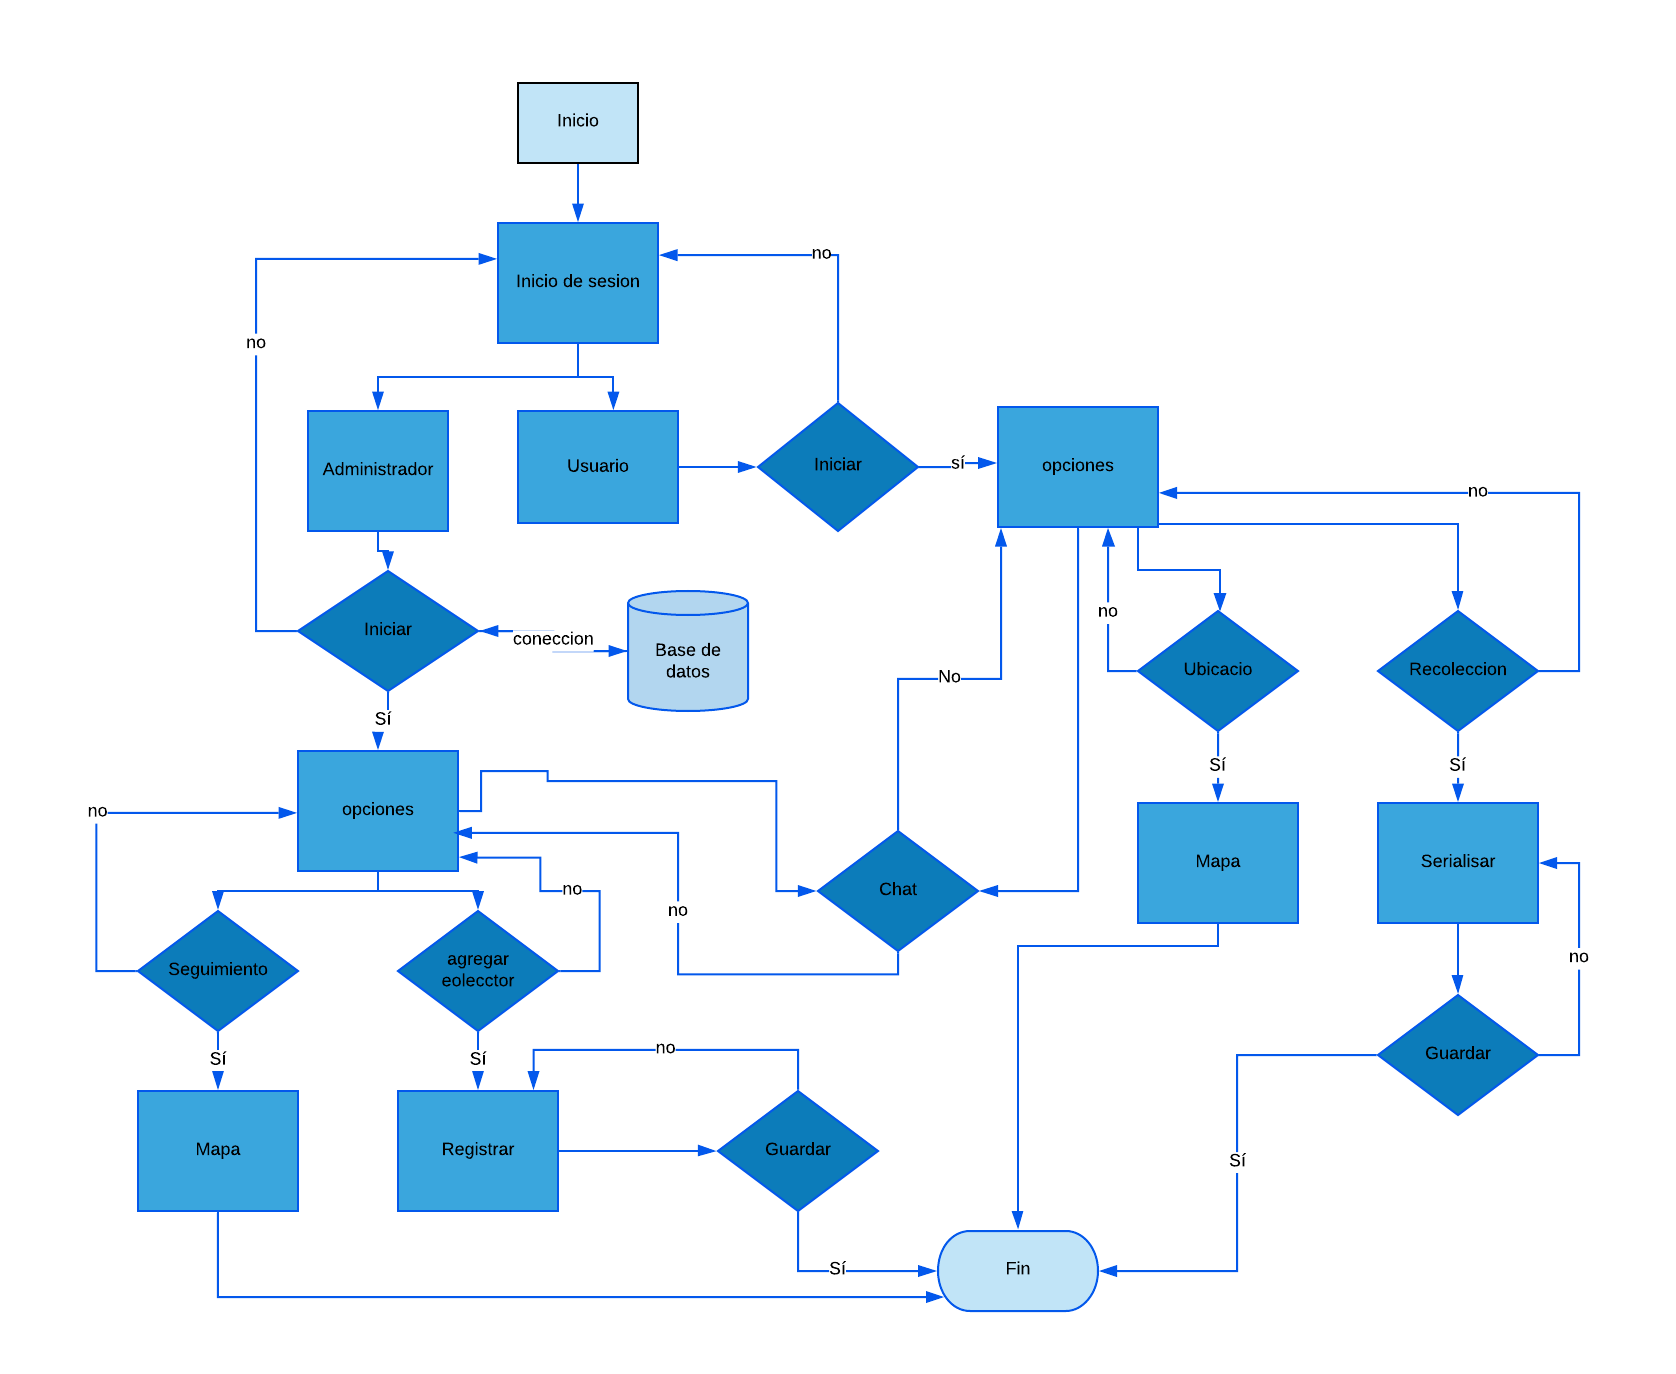 Inicio
no
Inicio de sesion
no
Administrador
Usuario
Iniciar
sí
opciones
no
Iniciar
coneccion
Base de
datos
no
Ubicacio
Recoleccion
No
Sí
Sí
Sí
opciones
no
Mapa
Serialisar
Chat
no
no
Seguimiento
agregar
eolecctor
no
Sí
Sí
no
Guardar
Mapa
Registrar
Guardar
Sí
Sí
Fin